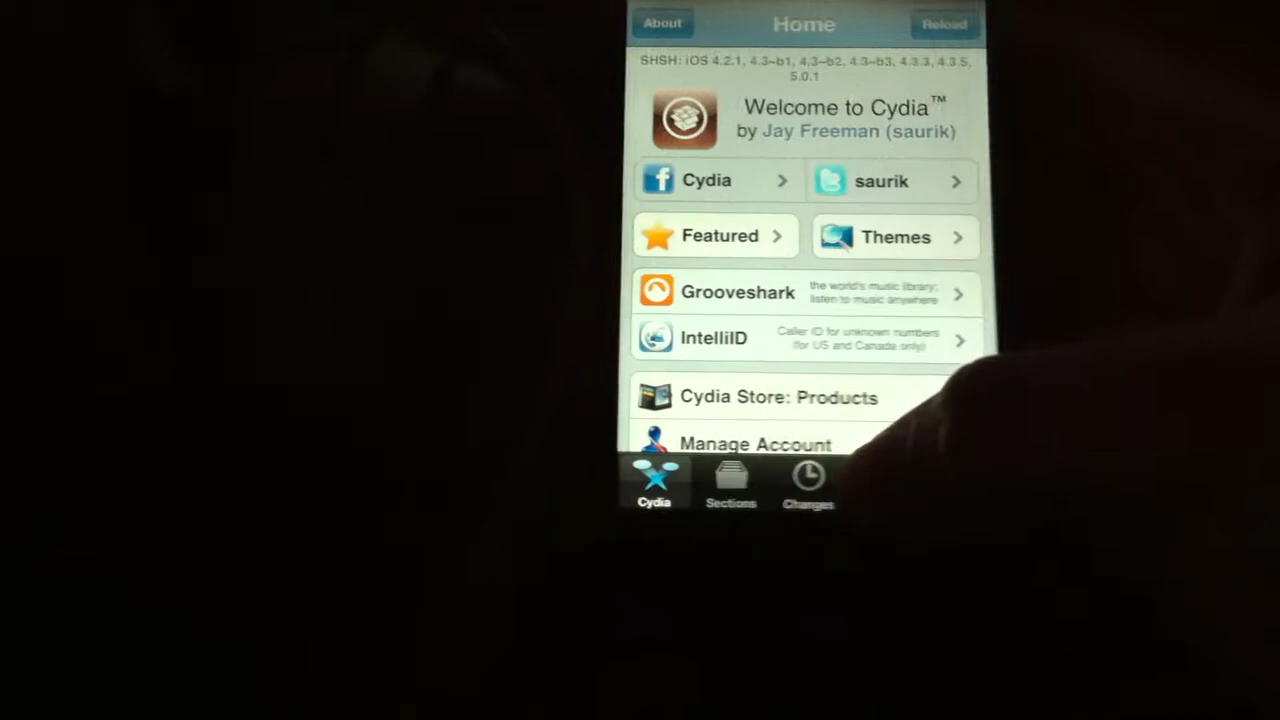 About Home Reload
SHSH: iOS 4.2.1, 4.3~b1, 4.3~b2, 4.3~b3, 4.3.3, 4.3.5,
5.0.1
Welcome to Cydia™
by Jay Freeman (saurik)
Cydia
saurik
Featured
Themes
Grooveshark
the world's music library:
listen to music anywhere
IntelliID
Caller ID for unknown numbers
(for US and Canada only)
Cydia Store: Products
Manage Account
Cydia Sections Changes